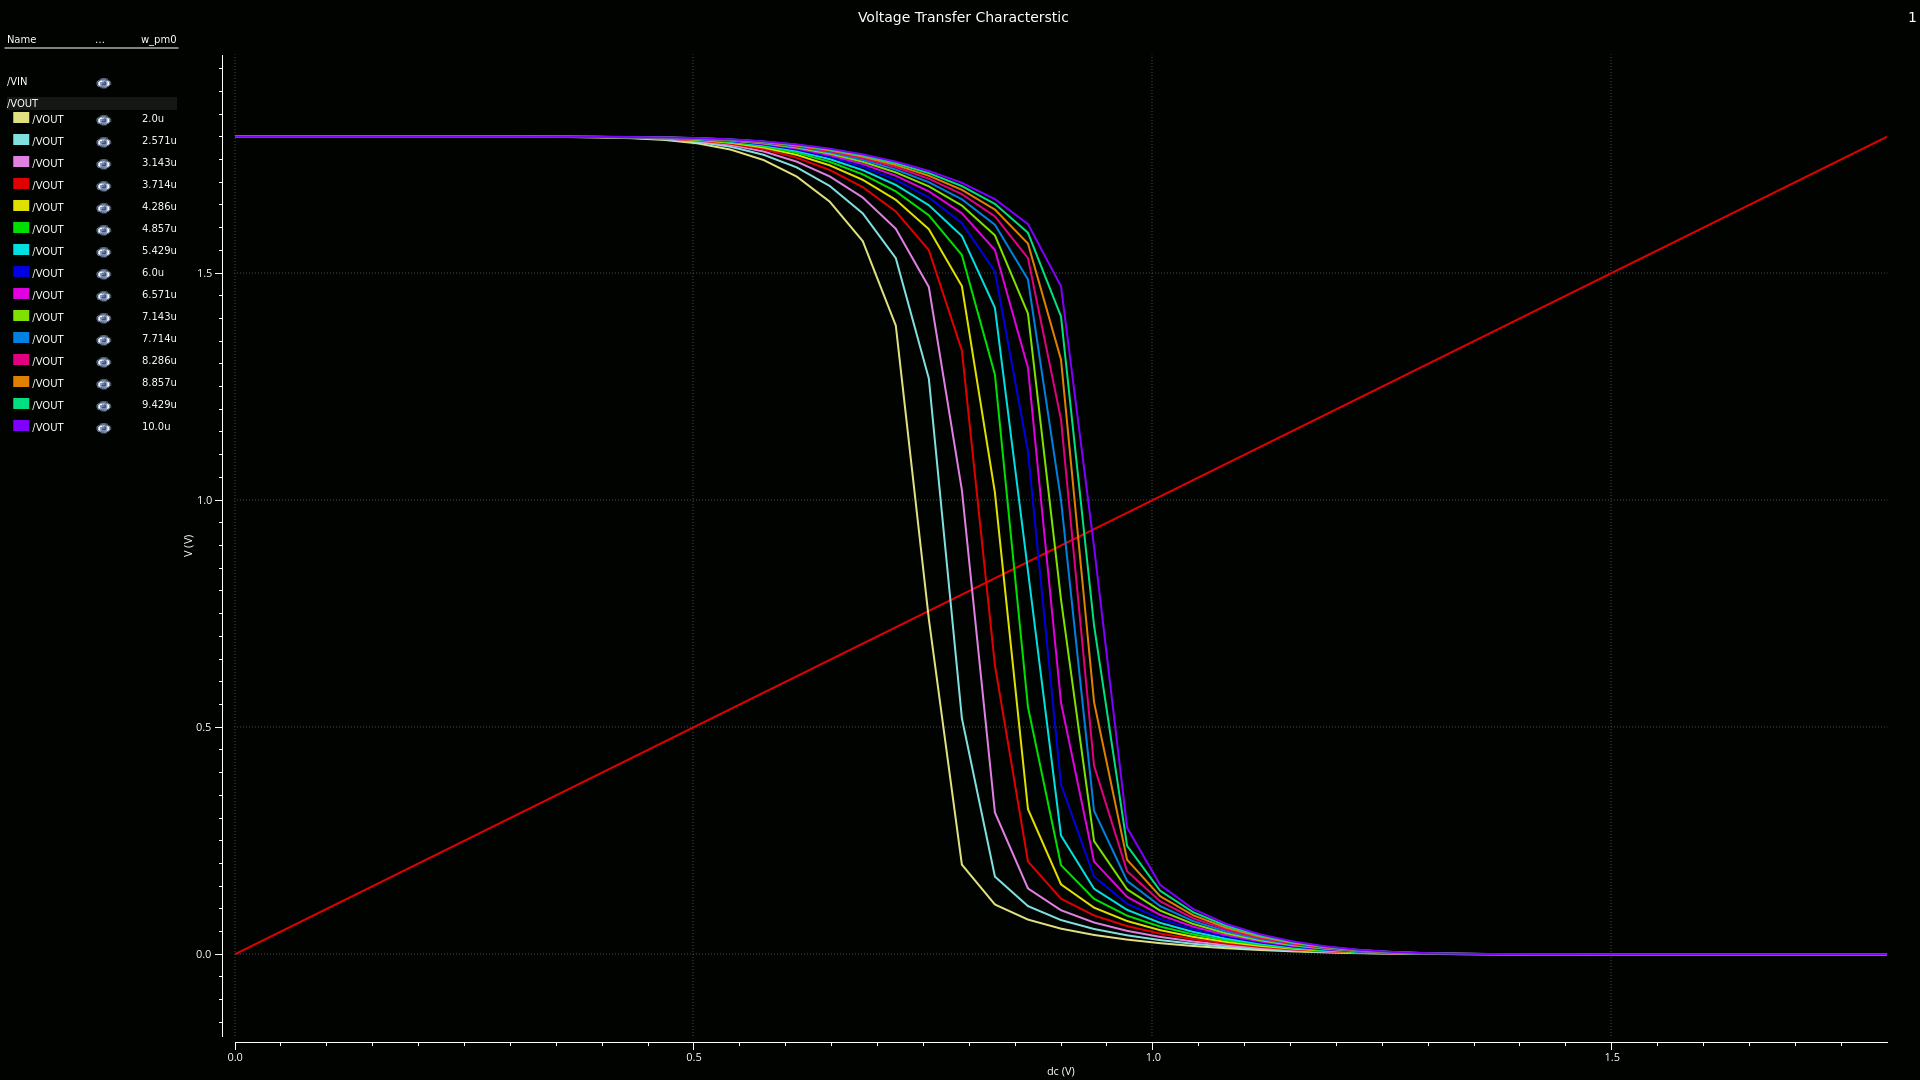 Voltage Transfer Characterstic
1
Name ... w_pm0
/VIN
/VOUT
/VOUT 2.0u
/VOUT 2.571u
/VOUT 3.143u
/VOUT 3.714u
/VOUT 4.286u
/VOUT 4.857u
/VOUT 5.429u
/VOUT 6.0u
/VOUT 6.571u
/VOUT 7.143u
/VOUT 7.714u
/VOUT 8.286u
/VOUT 8.857u
/VOUT 9.429u
/VOUT 10.0u
1.5
1.0
V (V)
0.5
0.0
0.0 0.5 1.0 1.5
dc (V)